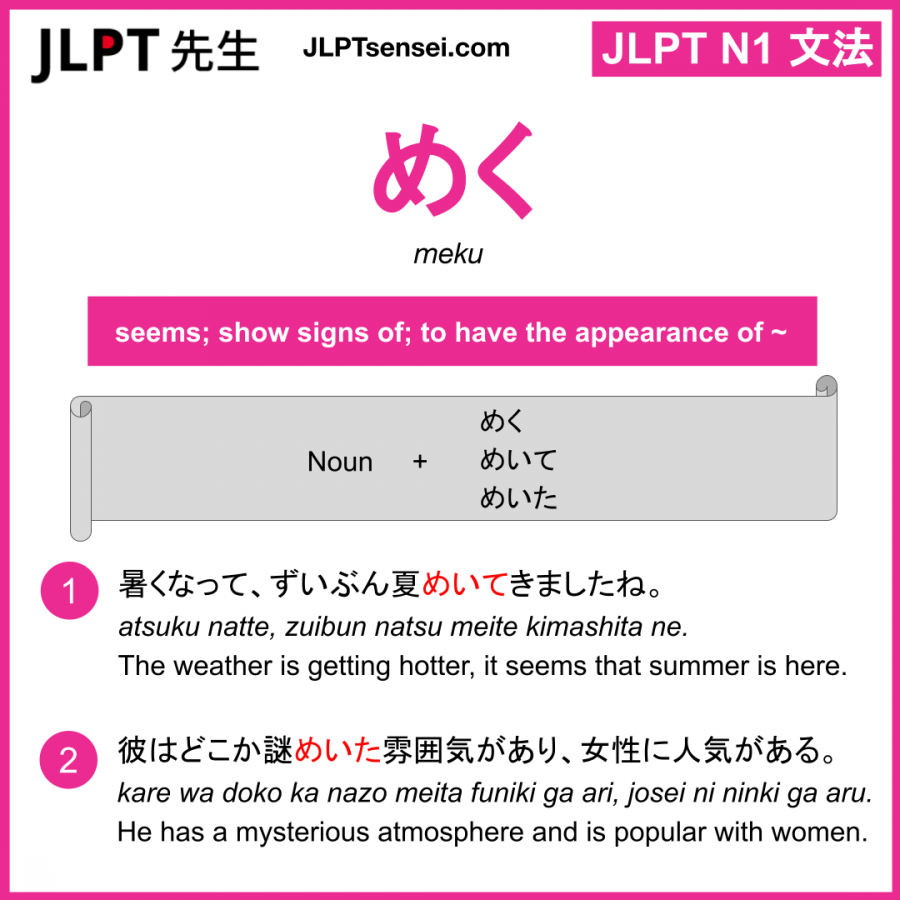 JLPT 先生
JLPTsensei.com
JLPT N1 文法
めく
meku
seems; show signs of; to have the appearance of ~
めく
Noun + めいて
めいた
1 暑くなって、ずいぶん夏めいてきましたね。
atsuku natte, zuibun natsu meite kimashita ne.
The weather is getting hotter, it seems that summer is here.
2 彼はどこか謎めいた雰囲気があり、女性に人気がある。
kare wa doko ka nazo meita funiki ga ari, josei ni ninki ga aru.
He has a mysterious atmosphere and is popular with women.